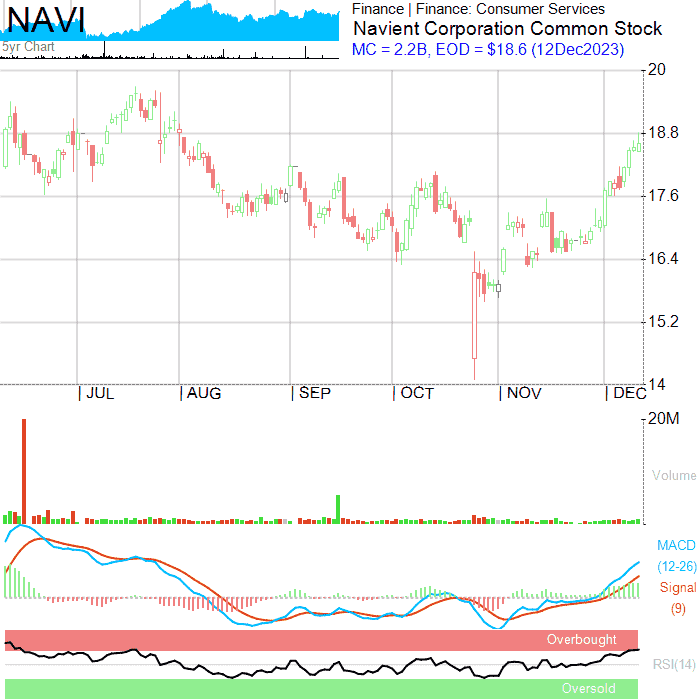 NAVI
5yr Chart
Finance | Finance: Consumer Services
Navient Corporation Common Stock
MC = 2.2B, EOD = $18.6 (12Dec2023)
20
18.8
17.6
16.4
15.2
14
JUL AUG SEP OCT NOV DEC
20M
Volume
MACD
(12-26)
Signal
(9)
Overbought
RSI(14)
Oversold